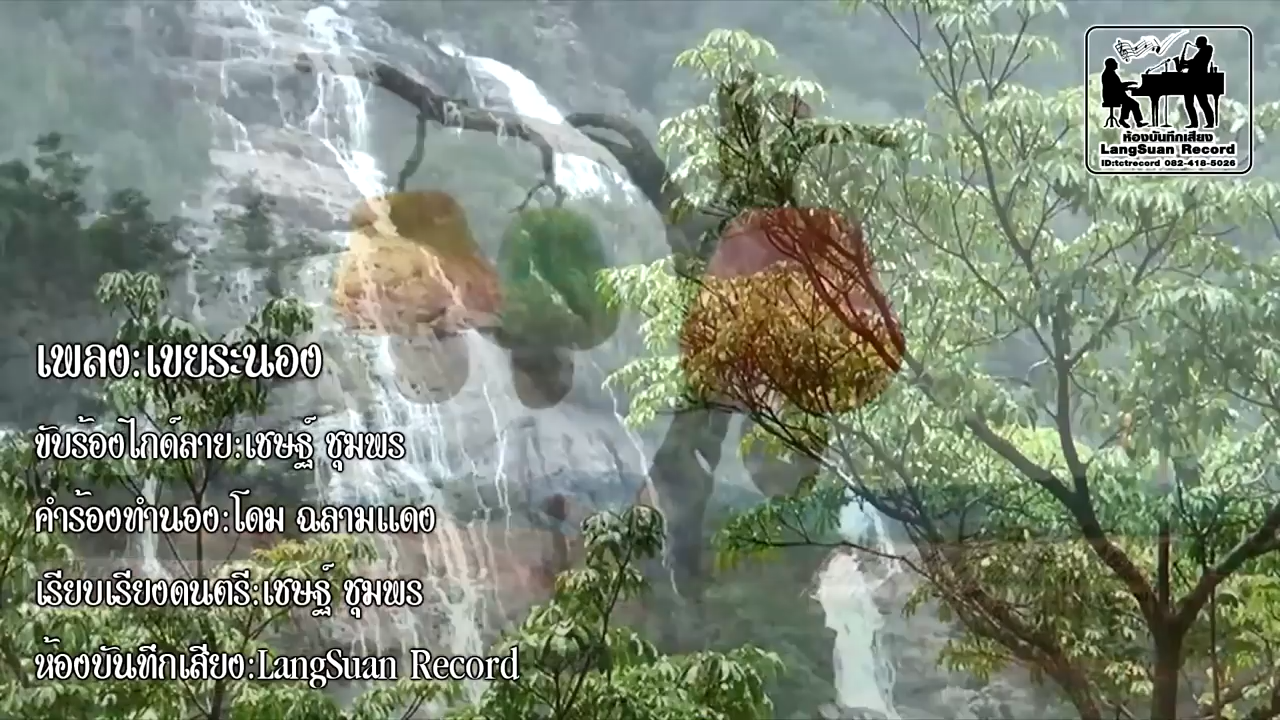 ห้องบันทึกเสียง
LangSuan Record
ID:tctrecord 082-418-5026
เพลง:เขยระนอง
ขับร้องไกด์ลาย:เชษฐ์ ชุมพร
คำร้องทำนอง:โดม ฉลามแดง
เรียบเรียงดนตรี:เชษฐ์ ชุมพร
ห้องบันทึกเสียง:LangSuan Record